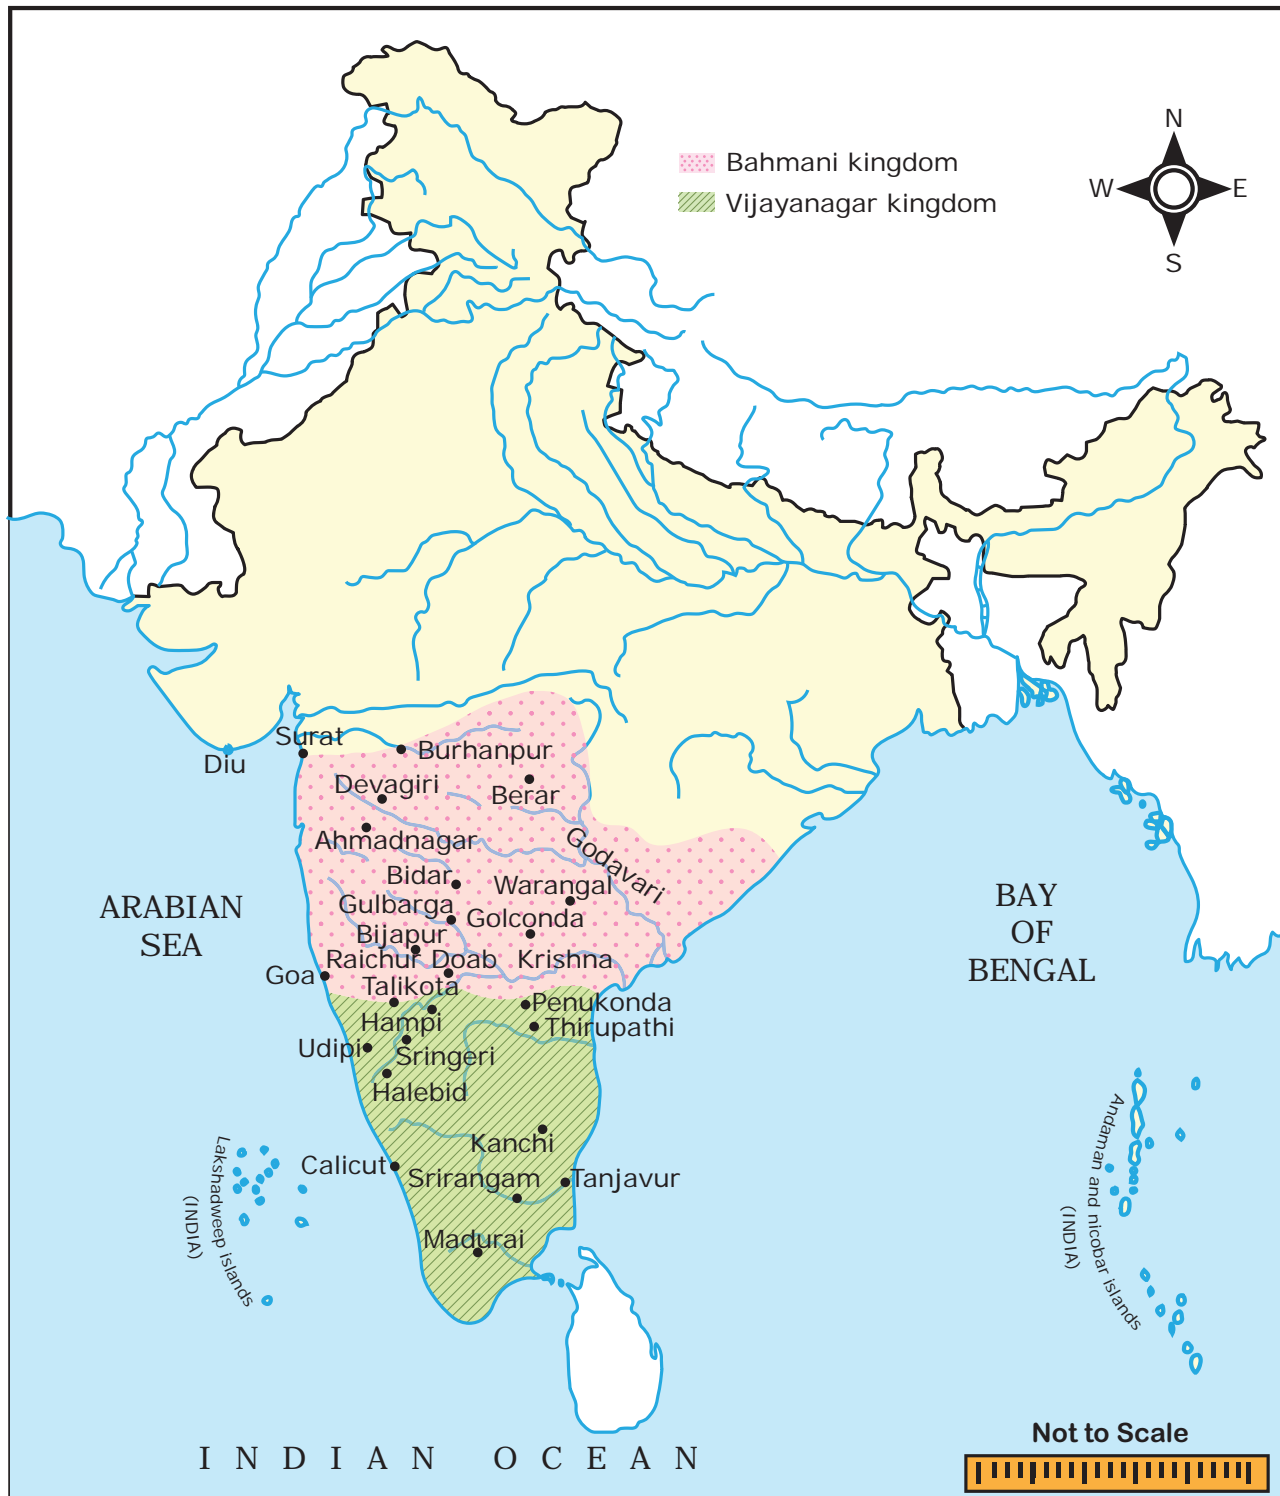 N
W E
S
Bahmani kingdom
Vijayanagar kingdom
Surat
Diu
Burhanpur
Devagiri
Berar
Ahmadnagar
Godavari
Bidar
Warangal
Gulbarga
Golconda
Bijapur
Raichur Doab
Krishna
Goa
Talikota
Penukonda
Hampi
Thirupathi
Udipi
Sringeri
Halebid
Kanchi
Calicut
Srirangam
Tanjavur
Madurai
ARABIAN
SEA
BAY
OF
BENGAL
Lakshadweep islands
(INDIA)
Andaman and nicobar islands
(INDIA)
INDIAN OCEAN
Not to Scale